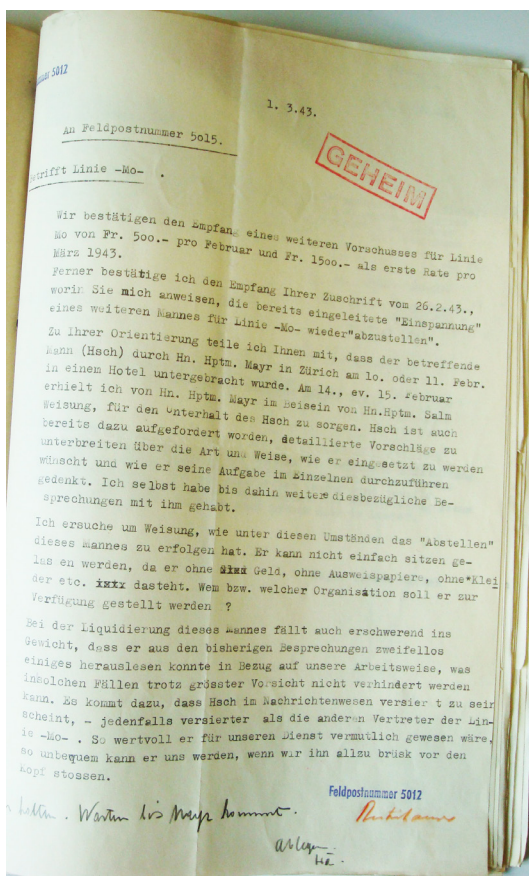 5012
1. 3.43.
An Feldpostnummer 5o15.
GEHEIM
Betrifft Linie -Mo- .
Wir bestätigen den Empfang eines weiteren Vorschusses für Linie
Mo von Fr. 5oo.- pro Februar und Fr. 15oo.- als erste Rate pro
März 1943.
Ferner bestätige ich den Empfang Ihrer Zuschrift vom 26.2.43.,
worin Sie mich anweisen, die bereits eingeleitete "Einspannung"
eines weiteren Mannes für Linie -Mo- wieder"abzustellen".
Zu Ihrer Orientierung teile ich Ihnen mit, dass der betreffende
Mann (Hsch) durch Hn. Hptm. Mayr in Zürich am 1o. oder 11. Febr.
in einem Hotel untergebracht wurde. Am 14., ev. 15. Februar
erhielt ich von Hn. Hptm. Mayr im Beisein von Hn.Hptm. Salm
Weisung, für den Unterhalt des Hsch zu sorgen. Hsch ist auch
bereits dazu aufgefordert worden, detaillierte Vorschläge zu
unterbreiten über die Art und Weise, wie er eingesetzt zu werden
wünscht und wie er seine Aufgabe im Einzelnen durchzuführen
gedenkt. Ich selbst habe bis dahin weitere diesbezügliche Be-
sprechungen mit ihm gehabt.
Ich ersuche um Weisung, wie unter diesen Umständen das "Abstellen"
dieses Mannes zu erfolgen hat. Er kann nicht einfach sitzen ge-
las en werden, da er ohne Geld, ohne Ausweispapiere, ohne Klei
der etc. dasteht. Wem bzw. welcher Organisation soll er zur
Verfügung gestellt werden ?
Bei der Liquidierung dieses Mannes fällt auch erschwerend ins
Gewicht, dass er aus den bisherigen Besprechungen zweifellos
einiges herauslesen konnte in Bezug auf unsere Arbeitsweise, was
insolchen Fällen trotz grösster Vorsicht nicht verhindert werden
kann. Es kommt dazu, dass Hsch im Nachrichtenwesen versier t zu sein
scheint, - jedenfalls versierter als die anderen Vertreter der Lin-
ie -Mo- . So wertvoll er für unseren Dienst vermutlich gewesen wäre,
so unbequem kann er uns werden, wenn wir ihn allzu brüsk vor den
Kopf stossen.
Feldpostnummer 5012
Warten bis Mayr kommt.